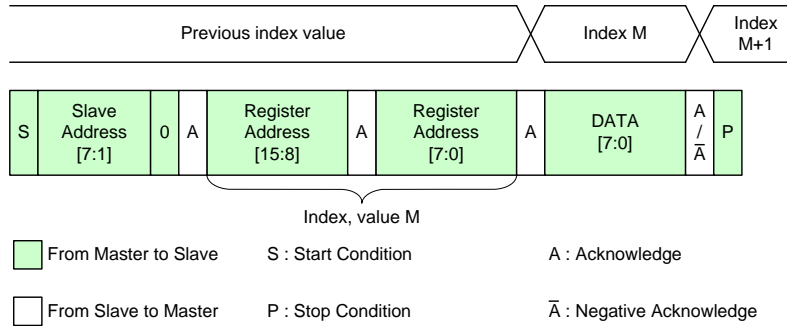 Previous index value
Index M
Index
M+1
S
Slave
Address
[7:1]
0
A
Register
Address
[15:8]
A
Register
Address
[7:0]
A
DATA
[7:0]
A
/
A̅
P
Index, value M
From Master to Slave
S : Start Condition
A : Acknowledge
From Slave to Master
P : Stop Condition
A̅ : Negative Acknowledge